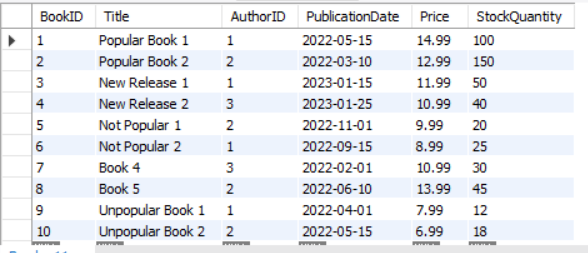 BookID Title AuthorID PublicationDate Price StockQuantity
1 Popular Book 1 1 2022-05-15 14.99 100
2 Popular Book 2 2 2022-03-10 12.99 150
3 New Release 1 1 2023-01-15 11.99 50
4 New Release 2 3 2023-01-25 10.99 40
5 Not Popular 1 2 2022-11-01 9.99 20
6 Not Popular 2 1 2022-09-15 8.99 25
7 Book 4 3 2022-02-01 10.99 30
8 Book 5 2 2022-06-10 13.99 45
9 Unpopular Book 1 1 2022-04-01 7.99 12
10 Unpopular Book 2 2 2022-05-15 6.99 18